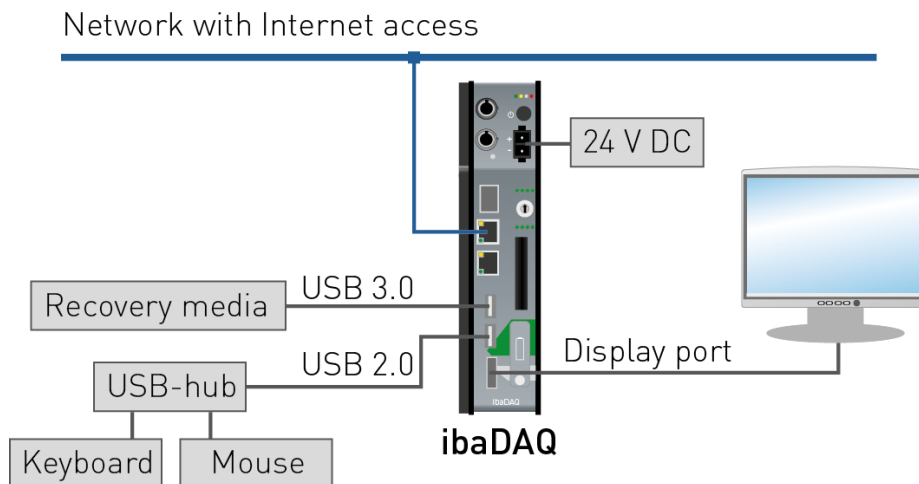 Network with Internet access
24 V DC
+
-
USB 3.0
Recovery media
USB 2.0
Display port
USB-hub
ibaDAQ
ibaDAQ
Keyboard
Mouse